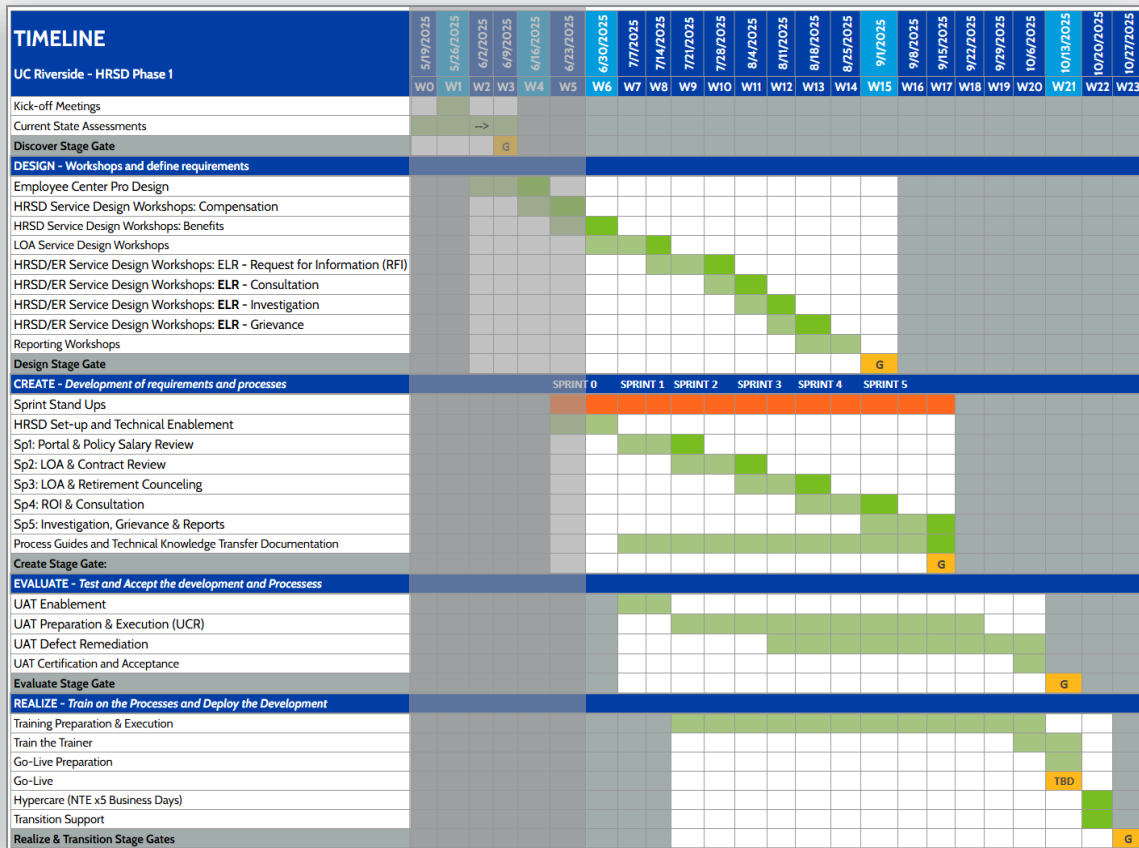 TIMELINE
UC Riverside - HRSD Phase 1
5/19/2025 5/26/2025 6/2/2025 6/9/2025 6/16/2025 6/23/2025 6/30/2025 7/7/2025 7/14/2025 7/21/2025 7/28/2025 8/4/2025 8/11/2025 8/18/2025 8/25/2025 9/1/2025 9/8/2025 9/15/2025 9/22/2025 9/29/2025 10/6/2025 10/13/2025 10/20/2025 10/27/2025
W0 W1 W2 W3 W4 W5 W6 W7 W8 W9 W10 W11 W12 W13 W14 W15 W16 W17 W18 W19 W20 W21 W22 W23
Kick-off Meetings
Current State Assessments -->
Discover Stage Gate G
DESIGN - Workshops and define requirements
Employee Center Pro Design
HRSD Service Design Workshops: Compensation
HRSD Service Design Workshops: Benefits
LOA Service Design Workshops
HRSD/ER Service Design Workshops: ELR - Request for Information (RFI)
HRSD/ER Service Design Workshops: ELR - Consultation
HRSD/ER Service Design Workshops: ELR - Investigation
HRSD/ER Service Design Workshops: ELR - Grievance
Reporting Workshops
Design Stage Gate G
CREATE - Development of requirements and processes SPRINT 0 SPRINT 1 SPRINT 2 SPRINT 3 SPRINT 4 SPRINT 5
Sprint Stand Ups
HRSD Set-up and Technical Enablement
Sp1: Portal & Policy Salary Review
Sp2: LOA & Contract Review
Sp3: LOA & Retirement Counceling
Sp4: ROI & Consultation
Sp5: Investigation, Grievance & Reports
Process Guides and Technical Knowledge Transfer Documentation
Create Stage Gate: G
EVALUATE - Test and Accept the development and Processess
UAT Enablement
UAT Preparation & Execution (UCR)
UAT Defect Remediation
UAT Certification and Acceptance
Evaluate Stage Gate G
REALIZE - Train on the Processes and Deploy the Development
Training Preparation & Execution
Train the Trainer
Go-Live Preparation
Go-Live TBD
Hypercare (NTE x5 Business Days)
Transition Support
Realize & Transition Stage Gates G